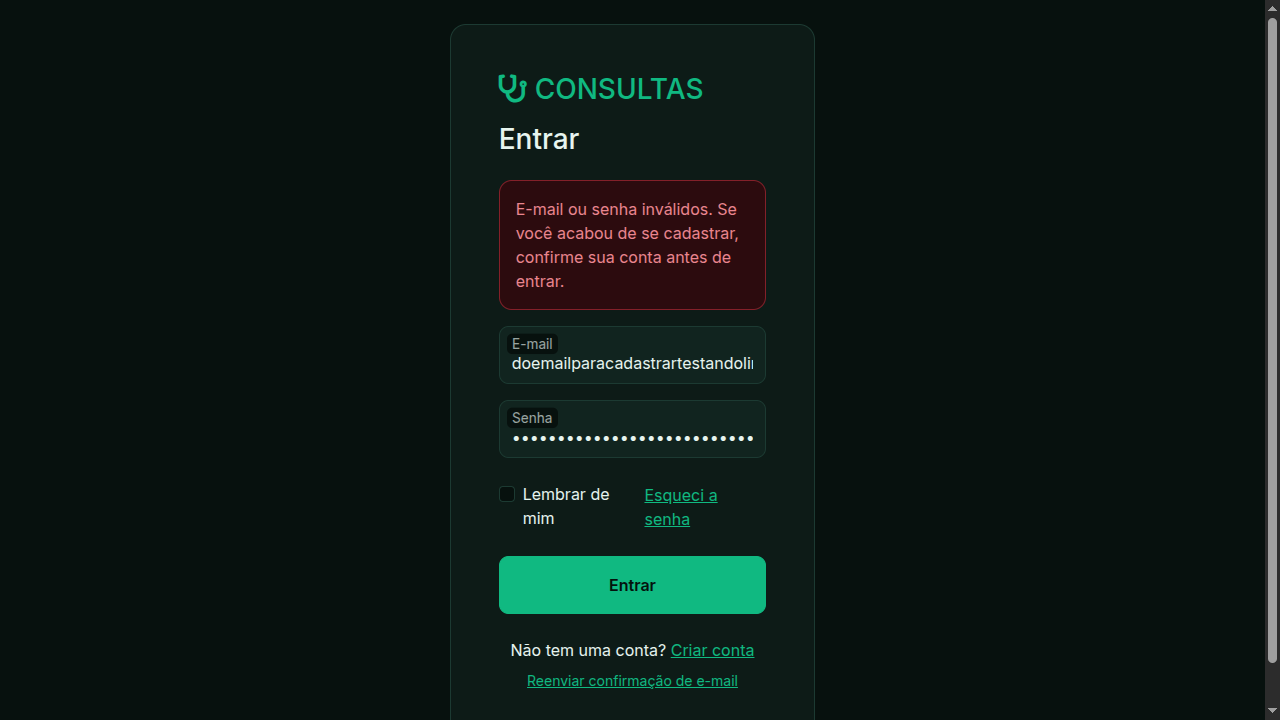 CONSULTAS
Entrar
E-mail ou senha inválidos. Se
você acabou de se cadastrar,
confirme sua conta antes de
entrar.
E-mail
doemailparacadastrartestandolin
Senha
Lembrar de
mim
Esqueci a
senha
Entrar
Não tem uma conta? Criar conta
Reenviar confirmação de e-mail